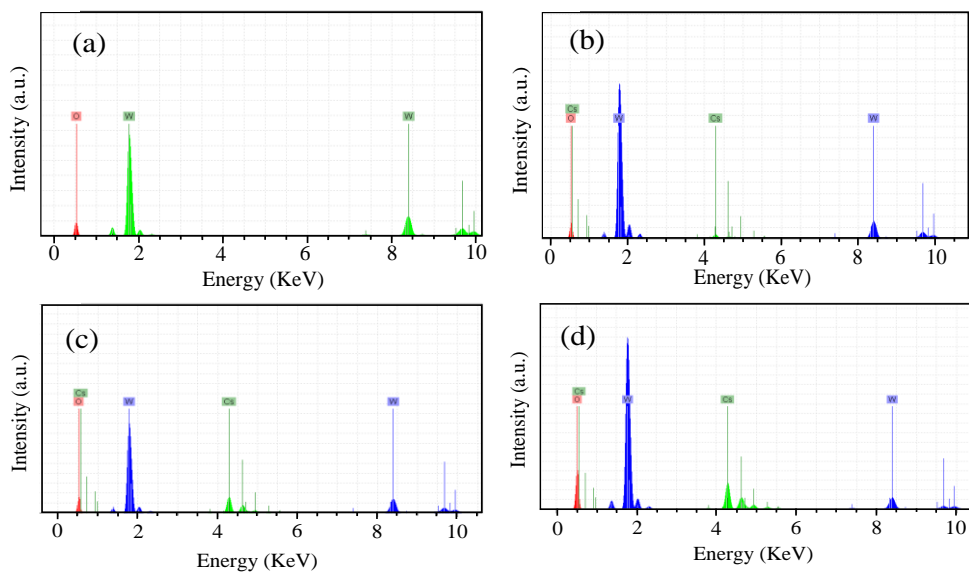 (a)
Intensity (a.u.)
O W W
0 2 4 6 8 10
Energy (KeV)
(b)
Intensity (a.u.)
Cs
O W Cs W
0 2 4 6 8 10
Energy (KeV)
(c)
Intensity (a.u.)
Cs
O W Cs W
0 2 4 6 8 10
Energy (KeV)
(d)
Intensity (a.u.)
Cs
O W Cs W
0 2 4 6 8 10
Energy (KeV)